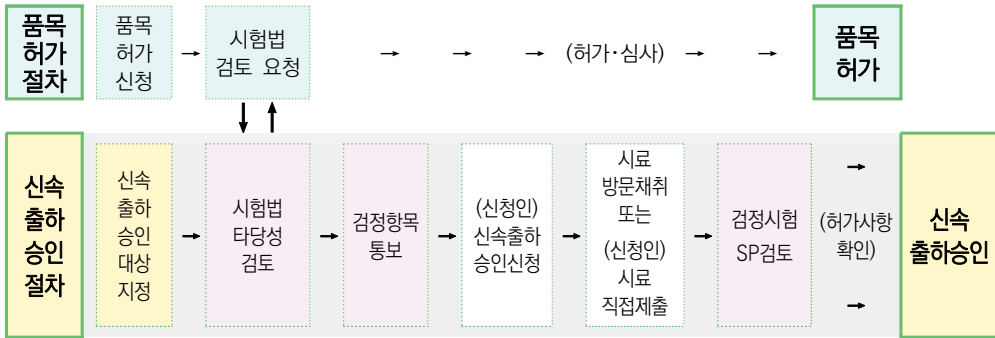 품목
허가
절차
품목
허가
신청
→
시험법
검토 요청
→ → → (허가·심사) → →
품목
허가
신속
출하
승인
절차
신속
출하
승인
대상
지정
→
시험법
타당성
검토
→
검정항목
통보
→
(신청인)
신속출하
승인신청
→
시료
방문채취
또는
(신청인)
시료
직접제출
→
검정시험
SP검토
→
(허가사항
확인)
→
신속
출하승인